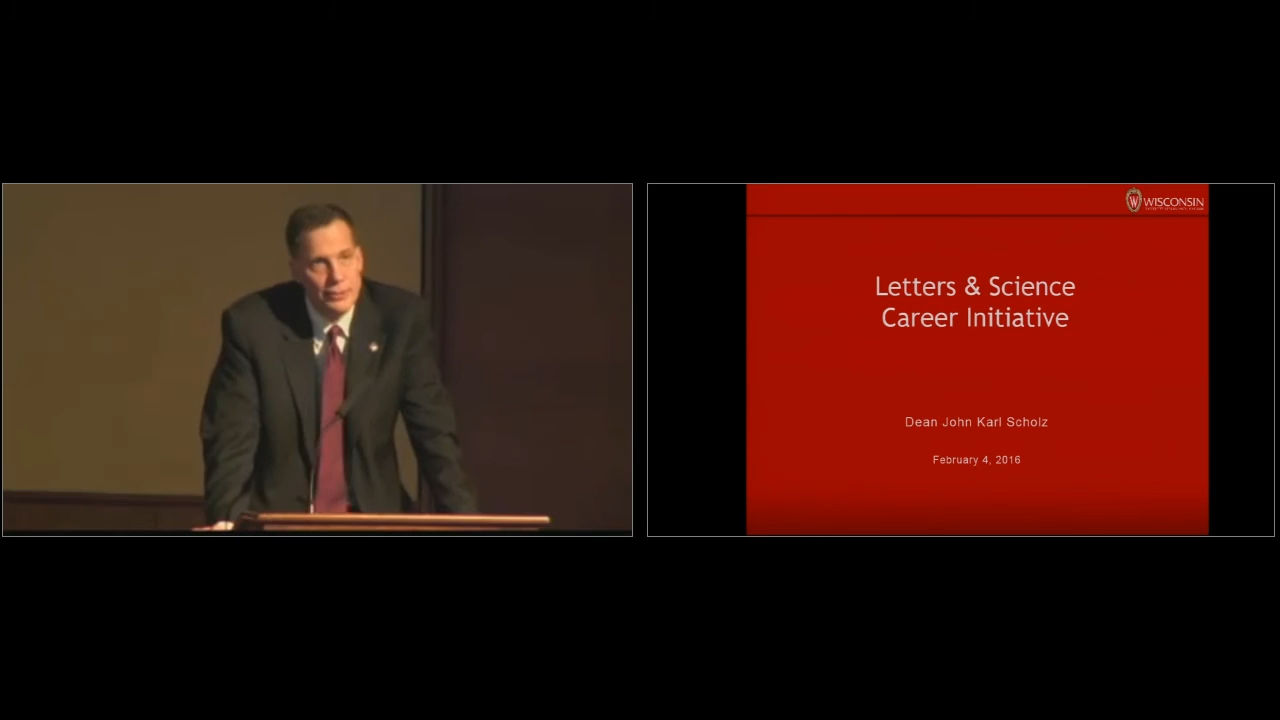 WISCONSIN
Letters & Science
Career Initiative
Dean John Karl Scholz
February 4, 2016